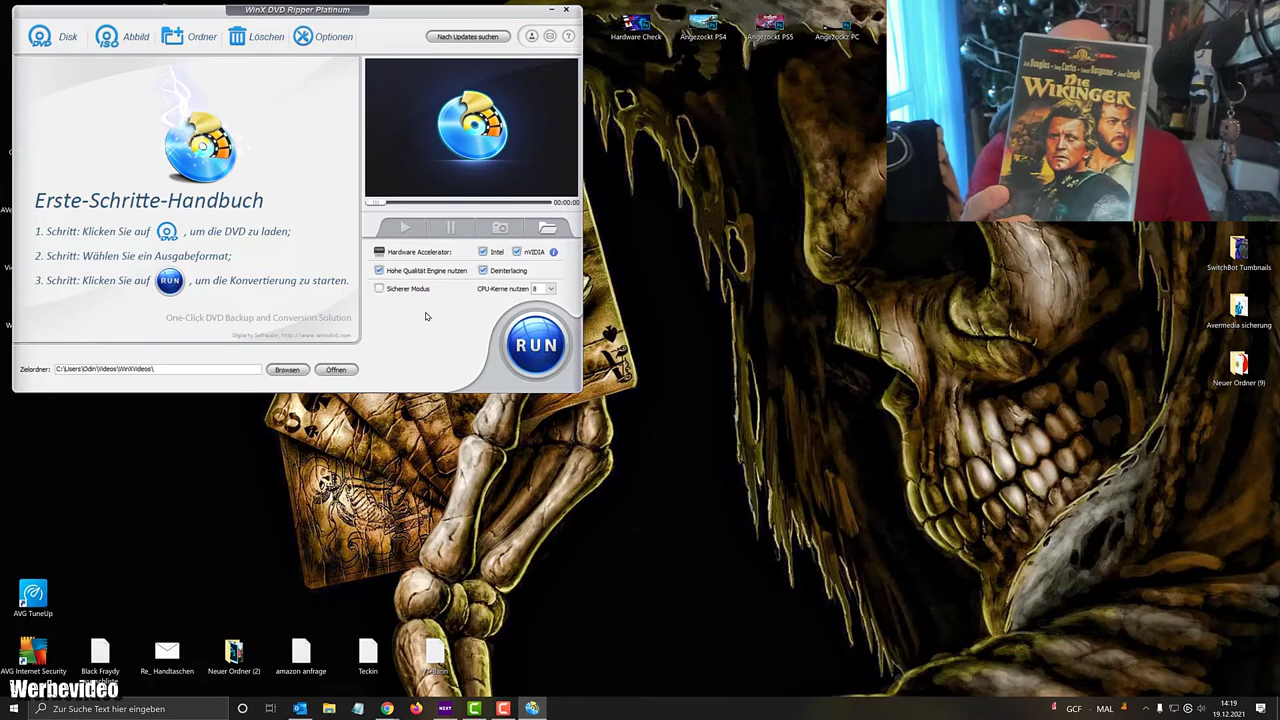 WinX DVD Ripper Platinum
Disk
Abbild
Ordner
Löschen
Optionen
Nach Updates suchen
Erste-Schritte-Handbuch
1. Schritt: Klicken Sie auf DVD , um die DVD zu laden;
2. Schritt: Wählen Sie ein Ausgabeformat;
3. Schritt: Klicken Sie auf RUN , um die Konvertierung zu starten.
One-Click DVD Backup and Conversion Solution
00:00:00
Hardware Accelerator: Intel nVIDIA
Hohe Qualität Engine nutzen Deinterlacing
Sicherer Modus CPU-Kerne nutzen 8
RUN
Zielordner: C:\Users\Odin\Videos\WinXVideos\ Browsen Öffnen
Hardware Check
Angezockt PS4
Angezockt PS5
Angezockz PC
Die
Wikinger
SwitchBot Tumbnails
Avermedia sicherung
Neuer Ordner (9)
AVG TuneUp
AVG Internet Security
Black Fraydy
Re_ Handtaschen
Neuer Ordner (2)
amazon anfrage
Teckin
Werbevideo
Zur Suche Text hier eingeben
NZXT
GCF
MAL
14:19
19.12.2021